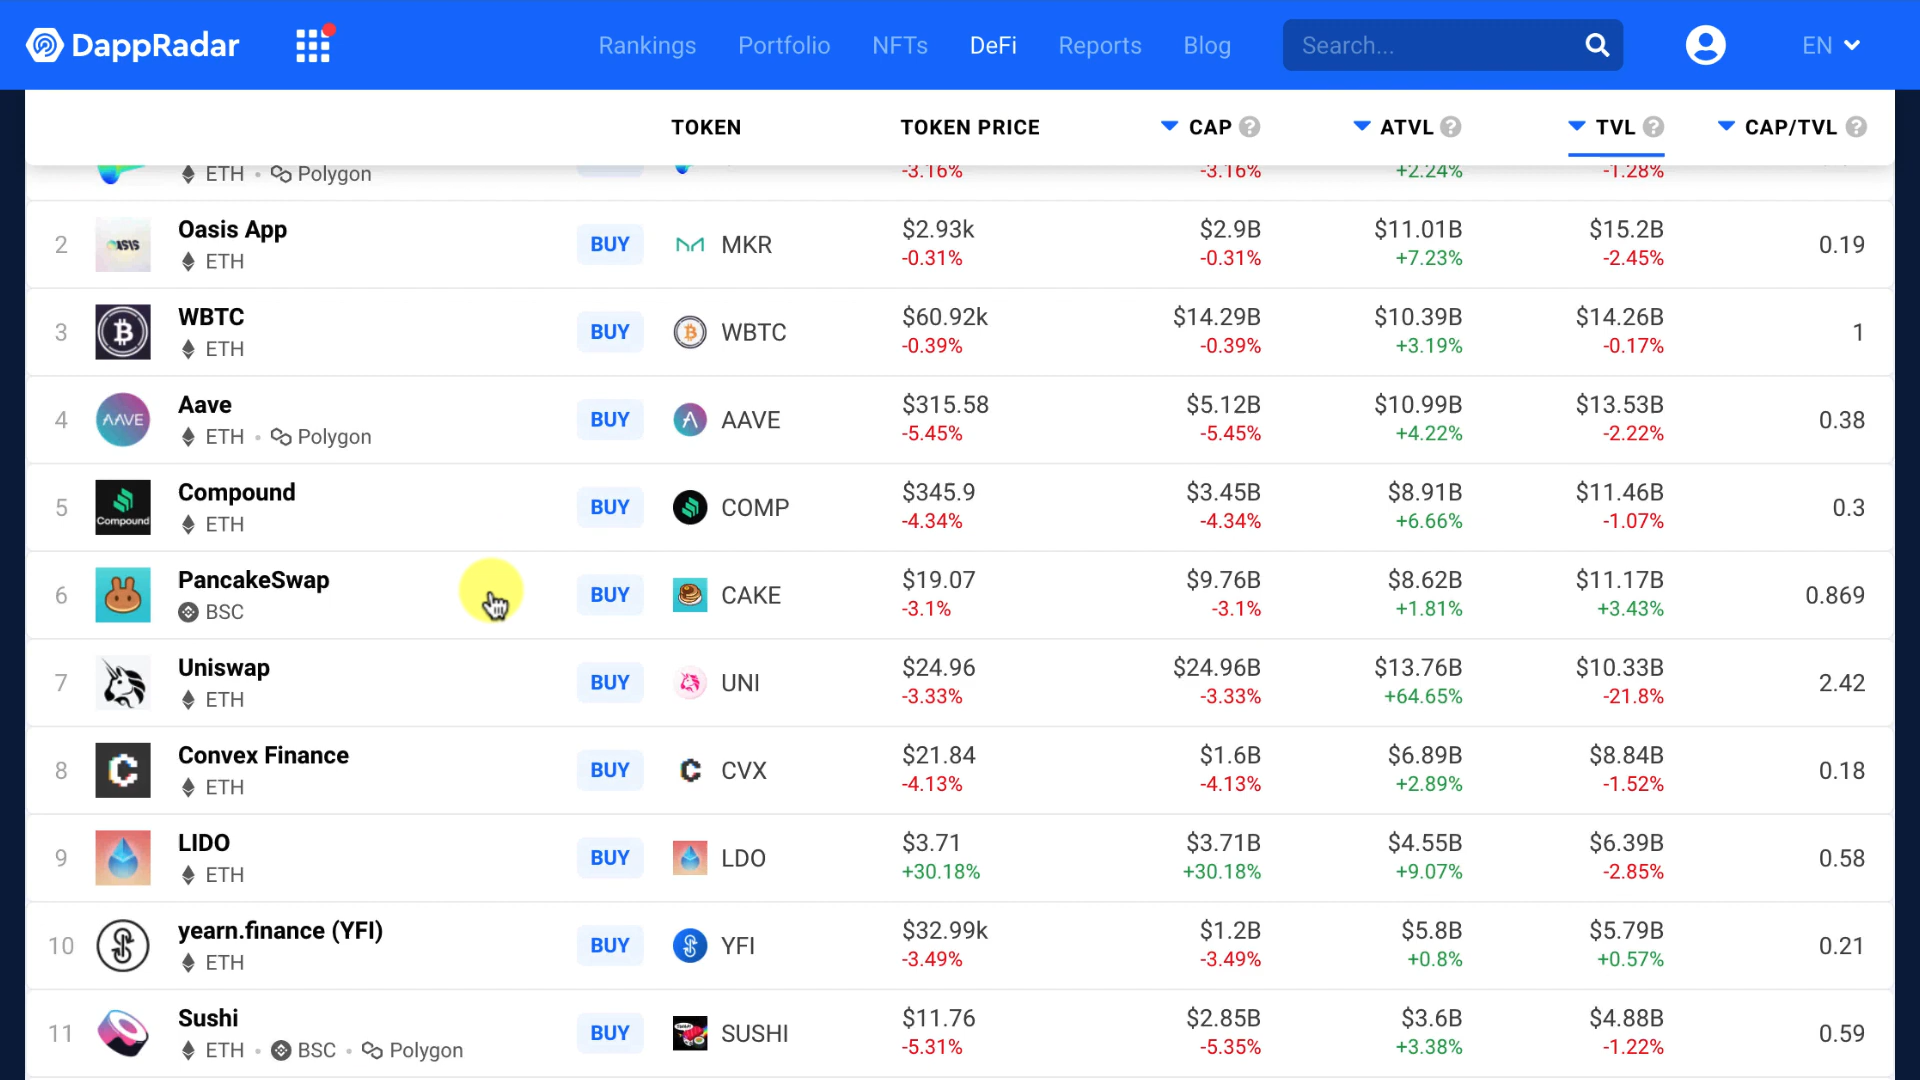 DappRadar Rankings Portfolio NFTs DeFi Reports Blog Search... EN
TOKEN TOKEN PRICE CAP ? ATVL ? TVL ? CAP/TVL ?
ETH • Polygon -3.16% -3.16% +2.24% -1.28%
2 OASIS Oasis App BUY MKR $2.93k $2.9B $11.01B $15.2B 0.19
ETH -0.31% -0.31% +7.23% -2.45%
3 WBTC BUY WBTC $60.92k $14.29B $10.39B $14.26B 1
ETH -0.39% -0.39% +3.19% -0.17%
4 AAVE Aave BUY AAVE $315.58 $5.12B $10.99B $13.53B 0.38
ETH • Polygon -5.45% -5.45% +4.22% -2.22%
5 Compound Compound BUY COMP $345.9 $3.45B $8.91B $11.46B 0.3
ETH -4.34% -4.34% +6.66% -1.07%
6 PancakeSwap BUY CAKE $19.07 $9.76B $8.62B $11.17B 0.869
BSC -3.1% -3.1% +1.81% +3.43%
7 Uniswap BUY UNI $24.96 $24.96B $13.76B $10.33B 2.42
ETH -3.33% -3.33% +64.65% -21.8%
8 Convex Finance BUY CVX $21.84 $1.6B $6.89B $8.84B 0.18
ETH -4.13% -4.13% +2.89% -1.52%
9 LIDO BUY LDO $3.71 $3.71B $4.55B $6.39B 0.58
ETH +30.18% +30.18% +9.07% -2.85%
10 yearn.finance (YFI) BUY YFI $32.99k $1.2B $5.8B $5.79B 0.21
ETH -3.49% -3.49% +0.8% +0.57%
11 Sushi BUY SUSHI $11.76 $2.85B $3.6B $4.88B 0.59
ETH • BSC • Polygon -5.31% -5.35% +3.38% -1.22%